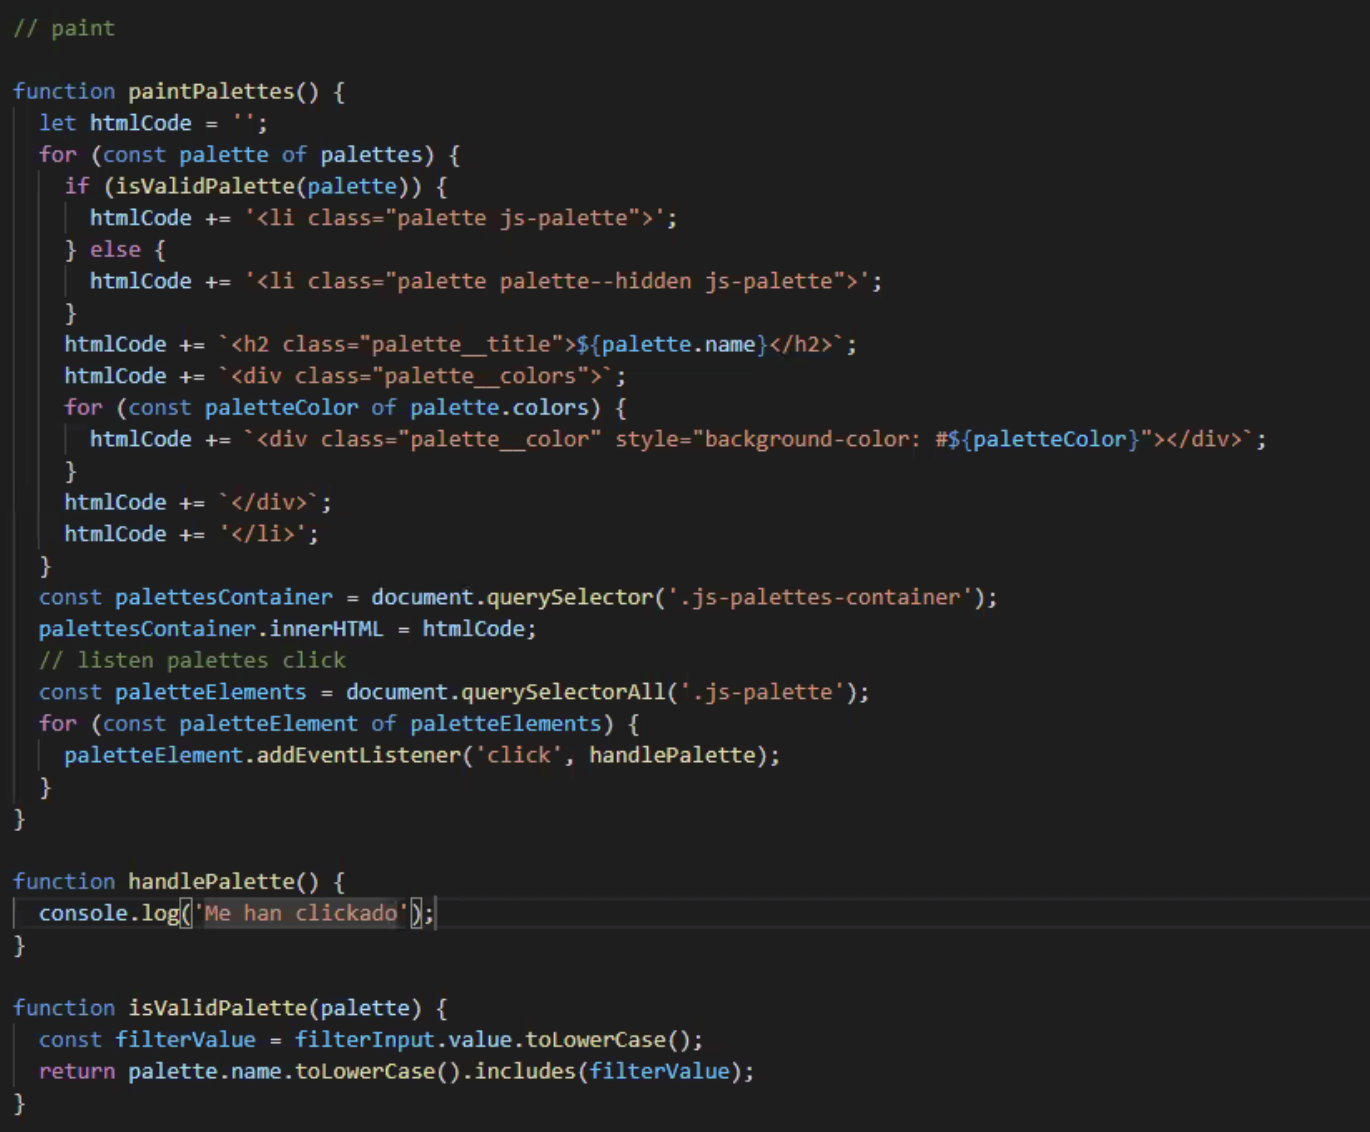 // paint
function paintPalettes() {
let htmlCode = '';
for (const palette of palettes) {
if (isValidPalette(palette)) {
htmlCode += '<li class="palette js-palette">';
} else {
htmlCode += '<li class="palette palette--hidden js-palette">';
}
htmlCode += `<h2 class="palette__title">${palette.name}</h2>`;
htmlCode += `<div class="palette__colors">`;
for (const paletteColor of palette.colors) {
htmlCode += `<div class="palette__color" style="background-color: #${paletteColor}"></div>`;
}
htmlCode += `</div>`;
htmlCode += '</li>';
}
const palettesContainer = document.querySelector('.js-palettes-container');
palettesContainer.innerHTML = htmlCode;
// listen palettes click
const paletteElements = document.querySelectorAll('.js-palette');
for (const paletteElement of paletteElements) {
paletteElement.addEventListener('click', handlePalette);
}
}
function handlePalette() {
console.log('Me han clickado');
}
function isValidPalette(palette) {
const filterValue = filterInput.value.toLowerCase();
return palette.name.toLowerCase().includes(filterValue);
}